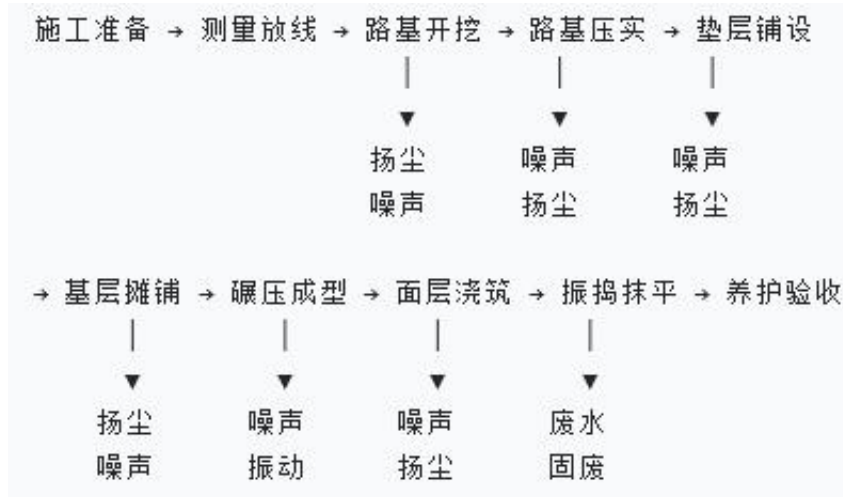 施工准备 → 测量放线 → 路基开挖 → 路基压实 → 垫层铺设
扬尘 噪声 噪声
噪声 扬尘 扬尘
→ 基层摊铺 → 碾压成型 → 面层浇筑 → 振捣抹平 → 养护验收
扬尘 噪声 噪声 废水
噪声 振动 扬尘 固废